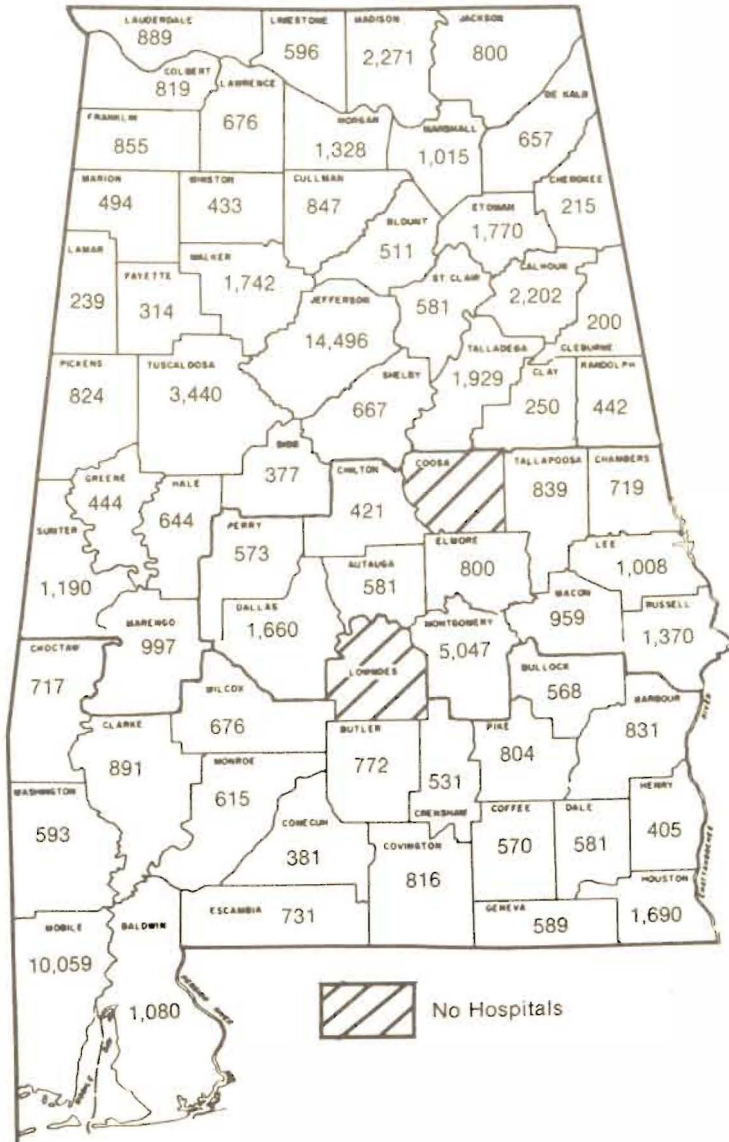 LAUDERDALE
889
LIMESTONE
596
MADISON
2,271
JACKSON
800
COLBERT
819
LAWRENCE
676
DE KALB
657
FRANKLIN
855
MORGAN
1,328
MARSHALL
1,015
MARION
494
WINSTON
433
CULLMAN
847
BLOUNT
511
ETOWAH
1,770
CHEROKEE
215
LAMAR
239
FAYETTE
314
WALKER
1,742
JEFFERSON
14,496
ST CLAIR
581
CALHOUN
2,202
200
CLEBURNE
PICKENS
824
TUSCALOOSA
3,440
SHELBY
667
TALLADEGA
1,929
CLAY
250
RANDOLPH
442
GREENE
444
HALE
644
BIBB
377
CHILTON
421
COOSA
TALLAPOOSA
839
CHAMBERS
719
SUMTER
1,190
PERRY
573
AUTAUGA
581
ELMORE
800
LEE
1,008
MARENGO
997
DALLAS
1,660
LOWNDES
MONTGOMERY
5,047
MACON
959
RUSSELL
1,370
CHOCTAW
717
WILCOX
676
BULLOCK
568
CLARKE
891
BUTLER
772
531
CRENSHAW
PIKE
804
BARBOUR
831
WASHINGTON
593
MONROE
615
CONECUH
381
COVINGTON
816
COFFEE
570
DALE
581
HENRY
405
ESCAMBIA
731
GENEVA
589
HOUSTON
1,690
MOBILE
10,059
BALDWIN
1,080
PERDIDO RIVER
MOBILE BAY
CHATTAHOOCHEE
RIVER
No Hospitals